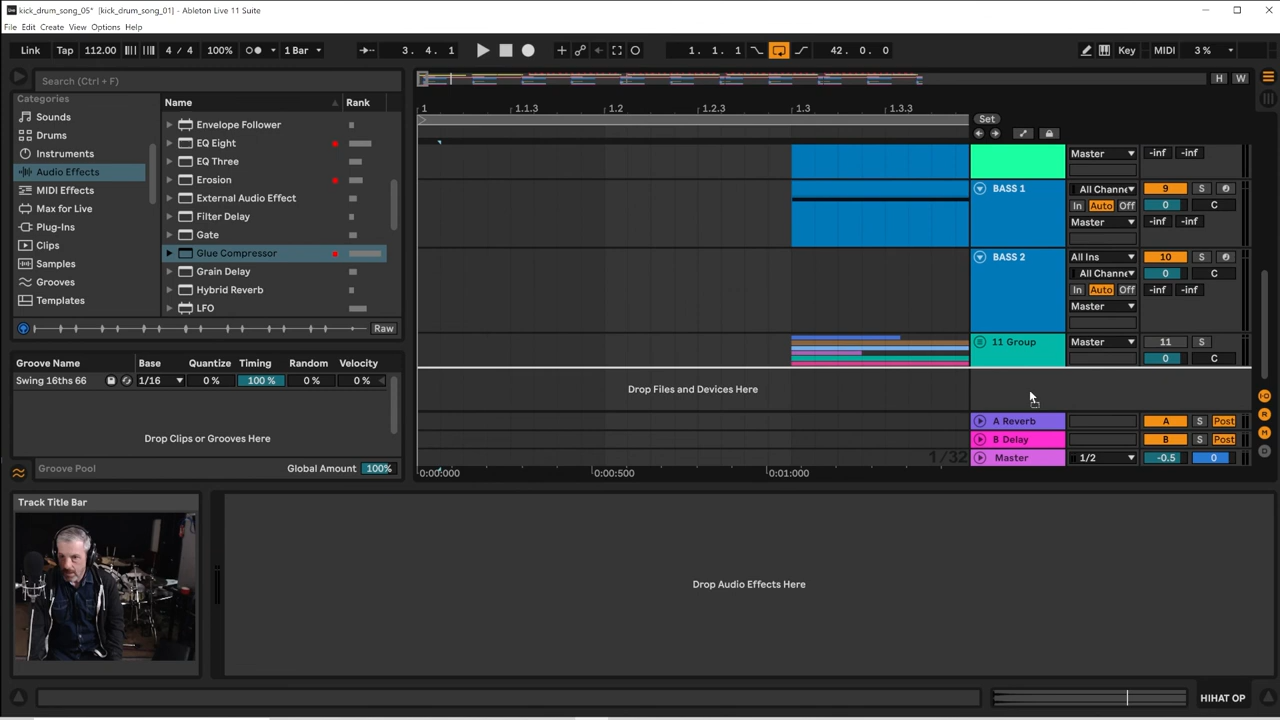 kick_drum_song_05* [kick_drum_song_01] - Ableton Live 11 Suite
File Edit Create View Options Help
Link Tap 112.00 4 / 4 100% 1 Bar 3. 4. 1 1. 1. 1 42. 0. 0 Key MIDI 3 %
Search (Ctrl + F)
H W
Categories
Sounds
Drums
Instruments
Audio Effects
MIDI Effects
Max for Live
Plug-Ins
Clips
Samples
Grooves
Templates
Name Rank
Envelope Follower
EQ Eight
EQ Three
Erosion
External Audio Effect
Filter Delay
Gate
Glue Compressor
Grain Delay
Hybrid Reverb
LFO
Raw
Groove Name Base Quantize Timing Random Velocity
Swing 16ths 66 1/16 0 % 100 % 0 % 0 %
Drop Clips or Grooves Here
Groove Pool Global Amount 100%
1 1.1.3 1.2 1.2.3 1.3 1.3.3
Set
Master -inf -inf
BASS 1 All Channe 9 S
In Auto Off 0 C
Master -inf -inf
BASS 2 All Ins 10 S
All Channe 0 C
In Auto Off -inf -inf
Master
11 Group Master 11 S
0 C
Drop Files and Devices Here
A Reverb A S Post
B Delay B S Post
1/32 Master 1/2 -0.5 0
0:00:000 0:00:500 0:01:000
Track Title Bar
Drop Audio Effects Here
HIHAT OP